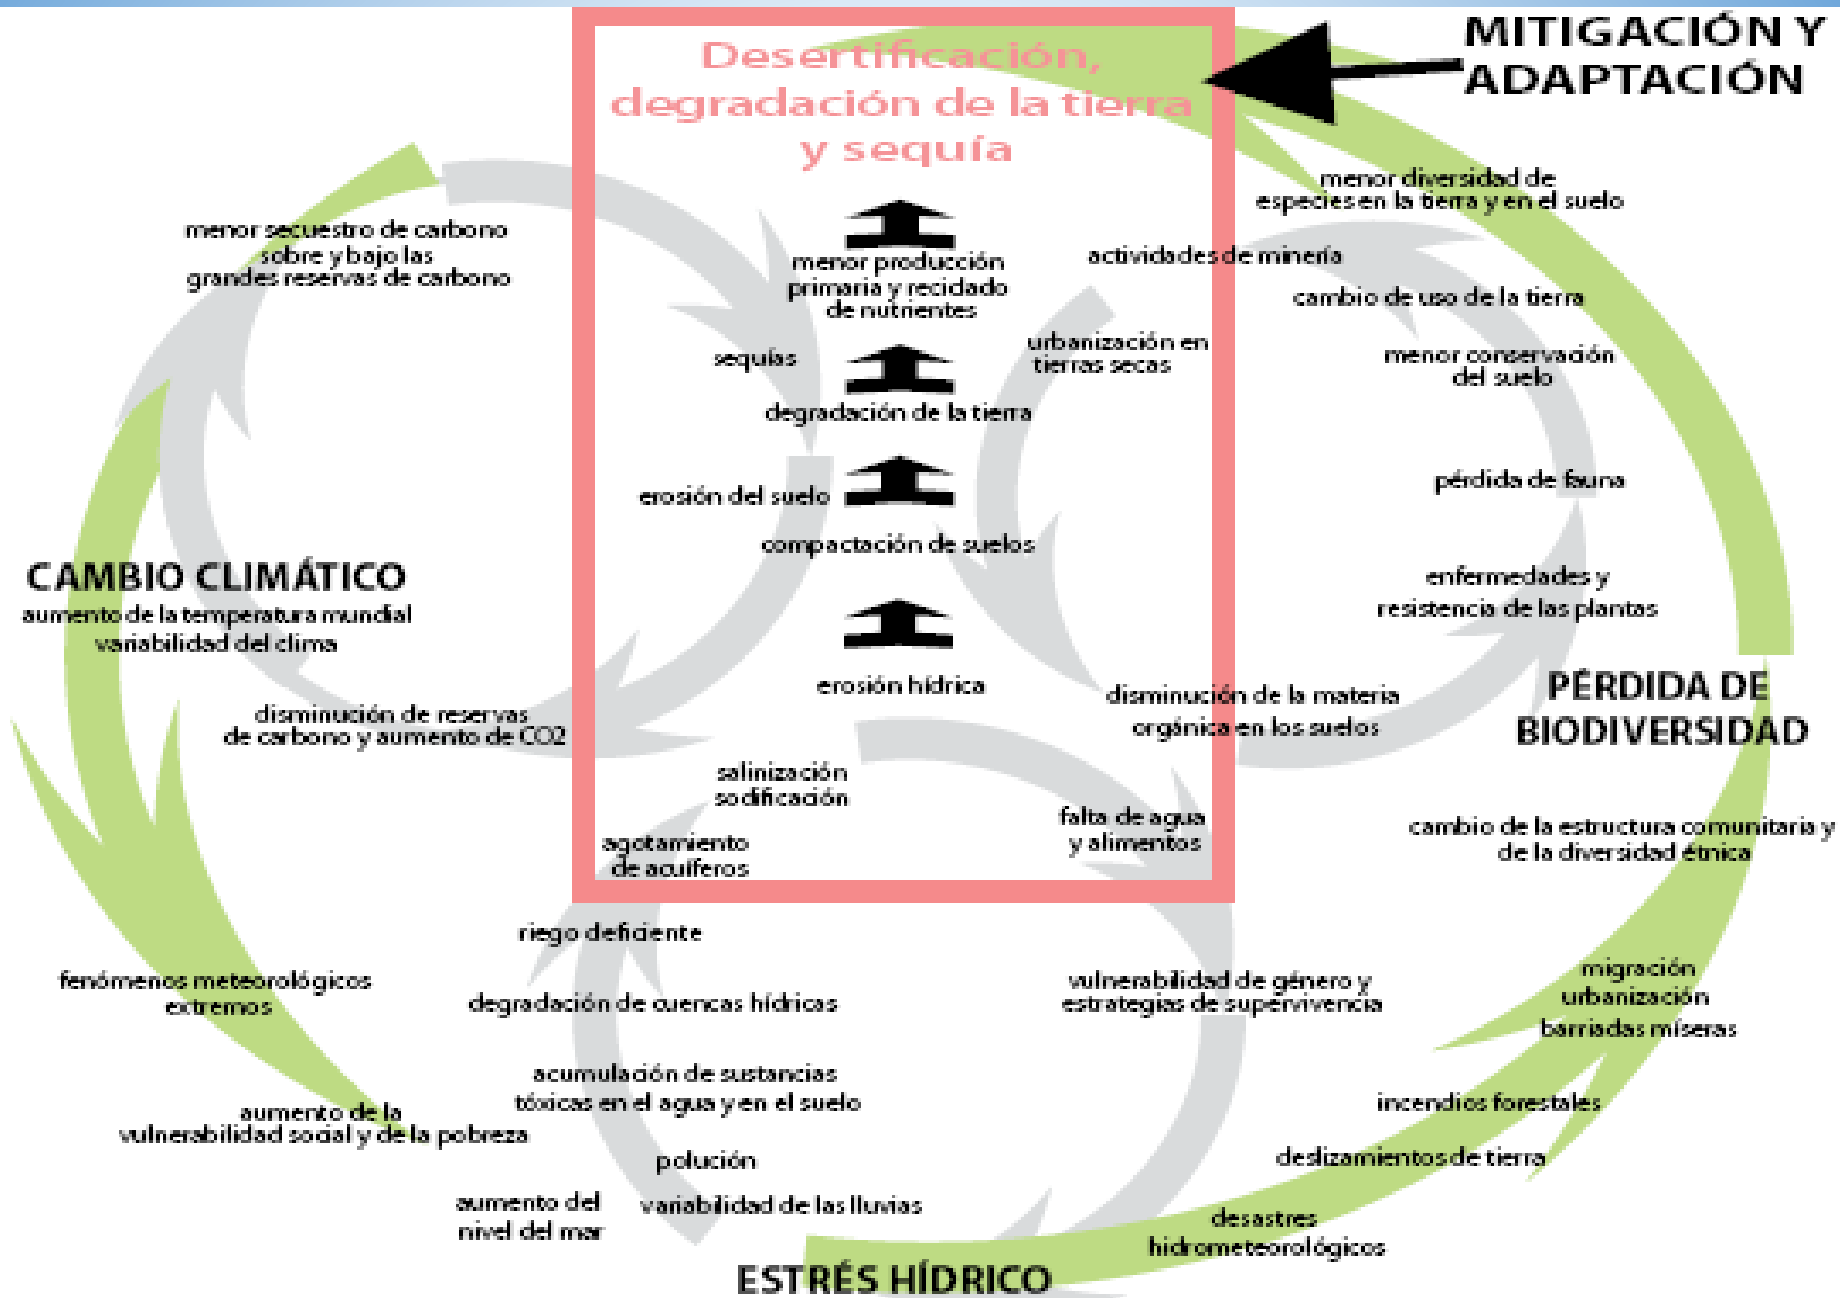 MITIGACIÓN Y
ADAPTACIÓN
Desertificación,
degradación de la tierra
y sequía
menor diversidad de
especies en la tierra y en el suelo
menor secuestro de carbono
sobre y bajo las
grandes reservas de carbono
menor producción
primaria y reciclado
de nutrientes
actividades de minería
cambio de uso de la tierra
sequías
urbanización en
tierras secas
menor conservación
del suelo
degradación de la tierra
erosión del suelo
pérdida de fauna
compactación de suelos
CAMBIO CLIMÁTICO
aumento de la temperatura mundial
variabilidad del clima
enfermedades y
resistencia de las plantas
erosión hídrica
disminución de la materia
orgánica en los suelos
PÉRDIDA DE
BIODIVERSIDAD
disminución de reservas
de carbono y aumento de CO2
salinización
sodificación
falta de agua
y alimentos
agotamiento
de acuíferos
cambio de la estructura comunitaria y
de la diversidad étnica
riego deficiente
fenómenos meteorológicos
extremos
degradación de cuencas hídricas
vulnerabilidad de género y
estrategias de supervivencia
migración
urbanización
barriadas míseras
acumulación de sustancias
tóxicas en el agua y en el suelo
aumento de la
vulnerabilidad social y de la pobreza
incendios forestales
polución
deslizamientos de tierra
aumento del
nivel del mar
variabilidad de las lluvias
desastres
hidrometeorológicos
ESTRÉS HÍDRICO